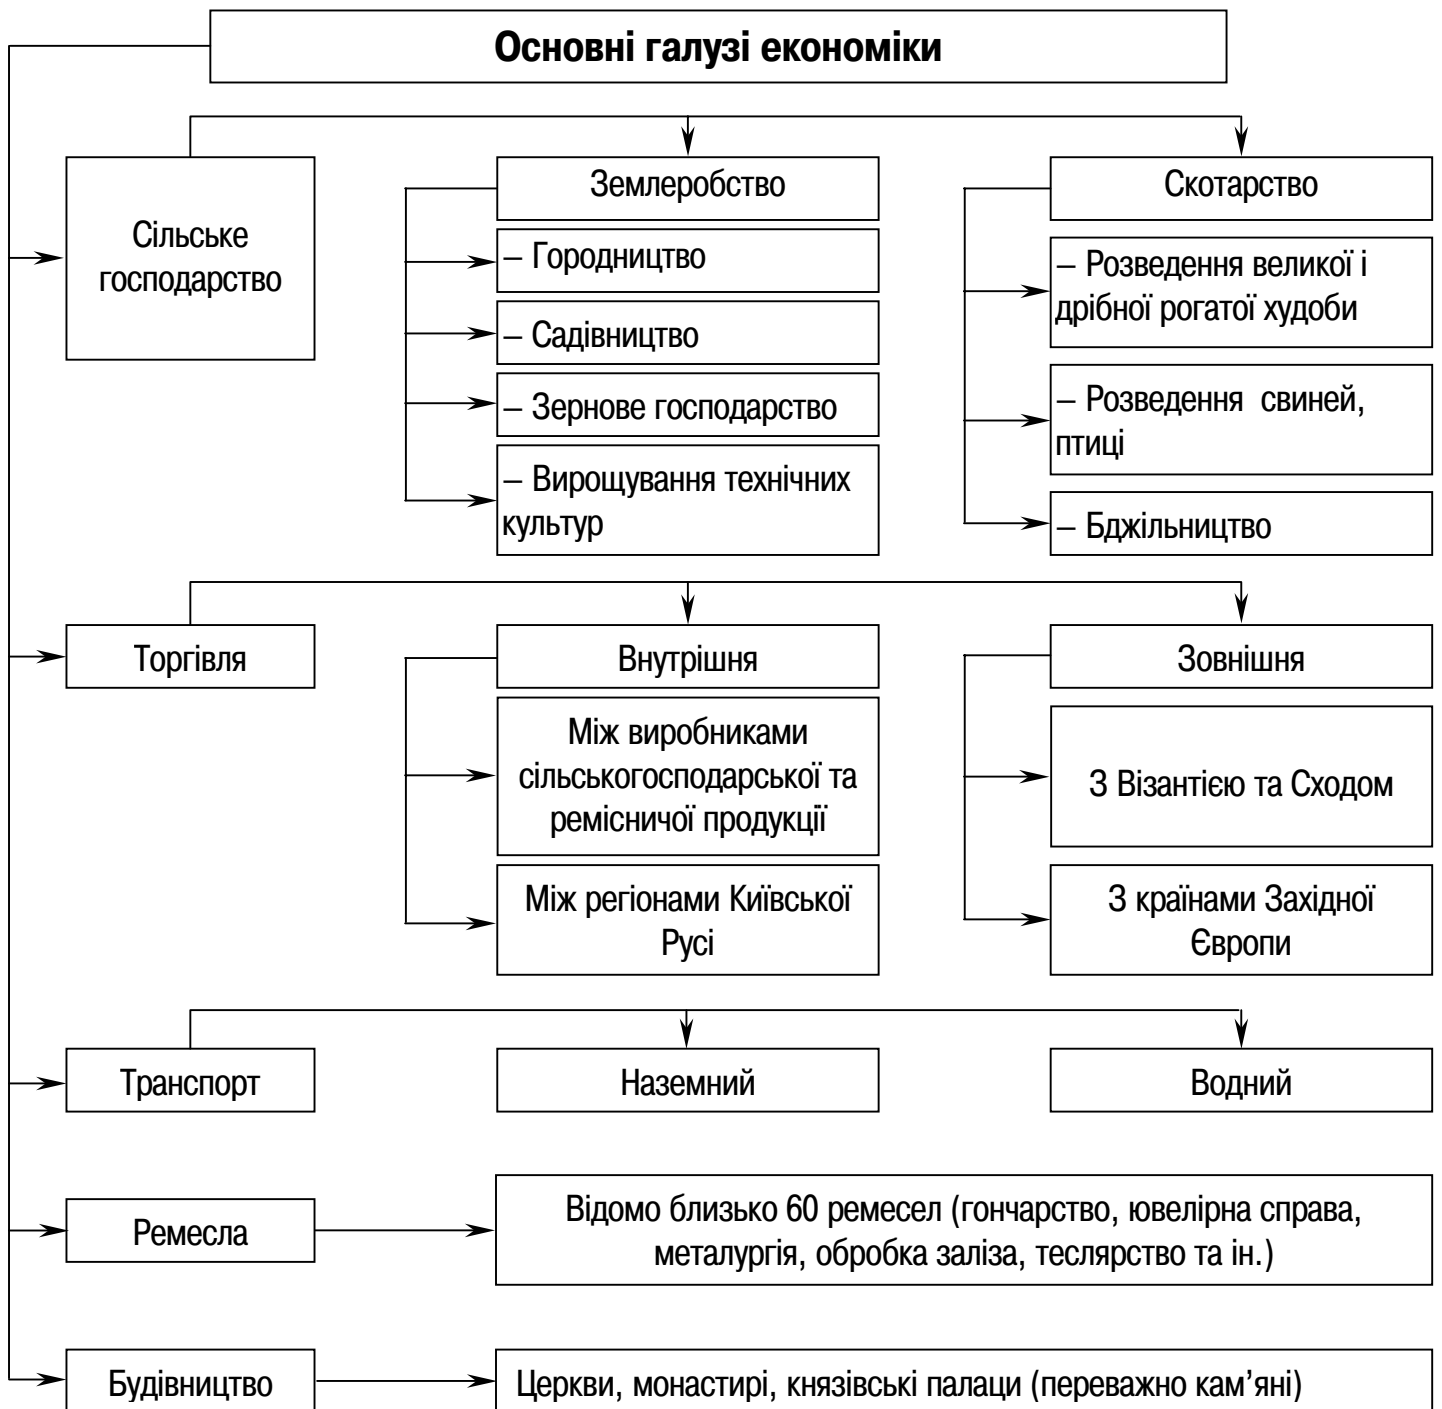 Основні галузі економіки
Сільське
господарство
Землеробство
– Городництво
– Садівництво
– Зернове господарство
– Вирощування технічних
культур
Скотарство
– Розведення великої і
дрібної рогатої худоби
– Розведення свиней,
птиці
– Бджільництво
Торгівля
Внутрішня
Між виробниками
сільськогосподарської та
ремісничої продукції
Між регіонами Київської
Русі
Зовнішня
З Візантією та Сходом
З країнами Західної
Європи
Транспорт
Наземний
Водний
Ремесла
Відомо близько 60 ремесел (гончарство, ювелірна справа,
металургія, обробка заліза, теслярство та ін.)
Будівництво
Церкви, монастирі, князівські палаци (переважно кам’яні)